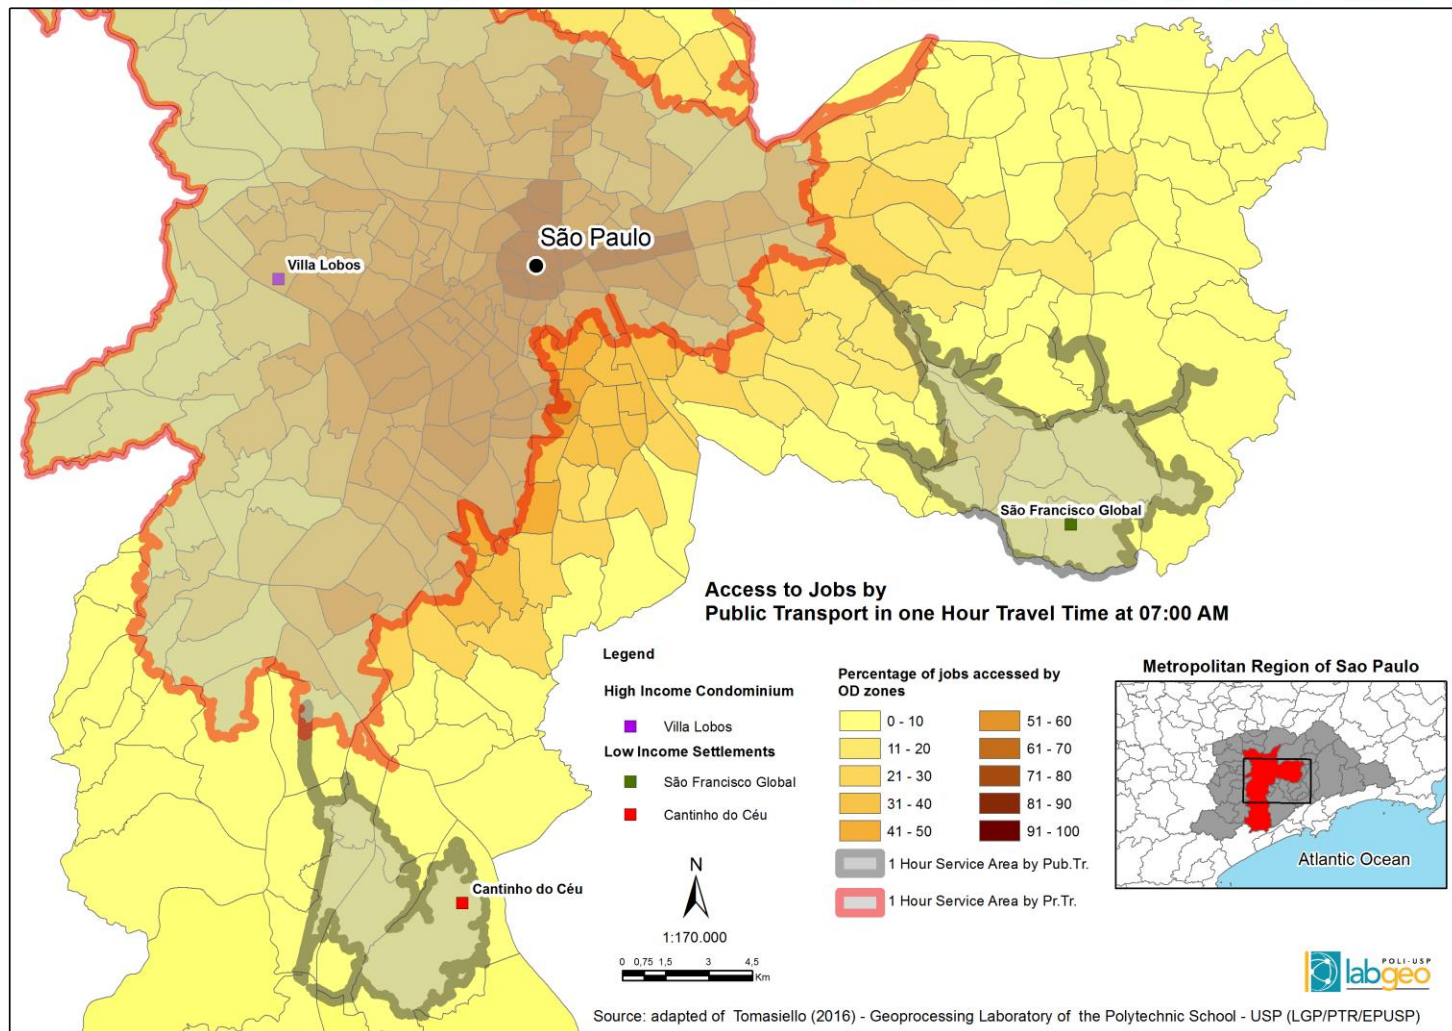 São Paulo
Villa Lobos
São Francisco Global
Cantinho do Céu
Access to Jobs by
Public Transport in one Hour Travel Time at 07:00 AM
Legend
High Income Condominium
Villa Lobos
Low Income Settlements
São Francisco Global
Cantinho do Céu
Percentage of jobs accessed by
OD zones
0 - 10
11 - 20
21 - 30
31 - 40
41 - 50
51 - 60
61 - 70
71 - 80
81 - 90
91 - 100
1 Hour Service Area by Pub.Tr.
1 Hour Service Area by Pr.Tr.
N
1:170.000
0 0,75 1,5 3 4,5
Km
Metropolitan Region of Sao Paulo
Atlantic Ocean
POLI-USP
labgeo
Source: adapted of Tomasiello (2016) - Geoprocessing Laboratory of the Polytechnic School - USP (LGP/PTR/EPUSP)